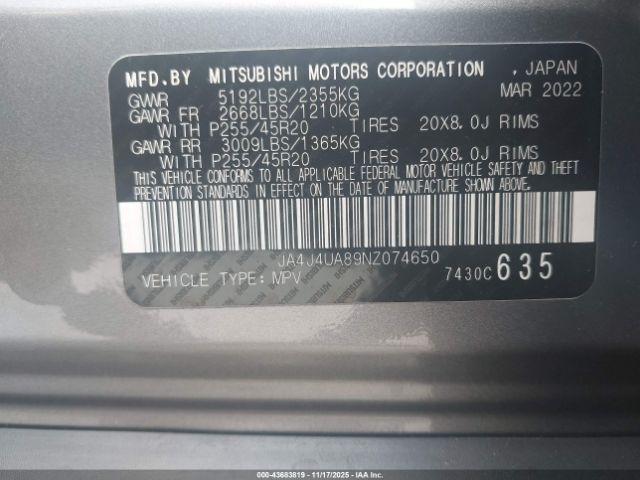 MFD.BY MITSUBISHI MOTORS CORPORATION , JAPAN
GVWR 5192LBS/2355KG MAR 2022
GAWR FR 2668LBS/1210KG
WITH P255/45R20 TIRES 20X8.0J RIMS
GAWR RR 3009LBS/1365KG
WITH P255/45R20 TIRES 20X8.0J RIMS
THIS VEHICLE CONFORMS TO ALL APPLICABLE FEDERAL MOTOR VEHICLE SAFETY AND THEFT
PREVENTION STANDARDS IN EFFECT ON THE DATE OF MANUFACTURE SHOWN ABOVE.
JA4J4UA89NZ074650
VEHICLE TYPE:MPV 7430C 635
000-43683819 - 11/17/2025 - IAA Inc.